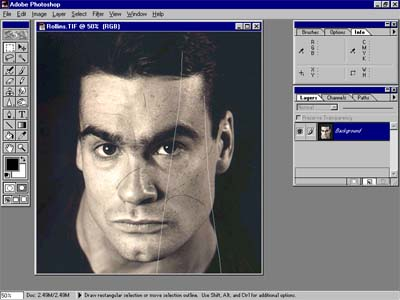 Adobe Photoshop
File Edit Image Layer Select Filter View Window Help
Rollins.TIF @ 50% (RGB)
Brushes Options Info
R :
G :
B :
C :
M :
Y :
K :
X :
Y :
W :
H :
Layers Channels Paths
Preserve Transparency
Background
50% Doc: 2.49M/2.49M Draw rectangular selection or move selection outline. Use Shift, Alt, and Ctrl for additional options.